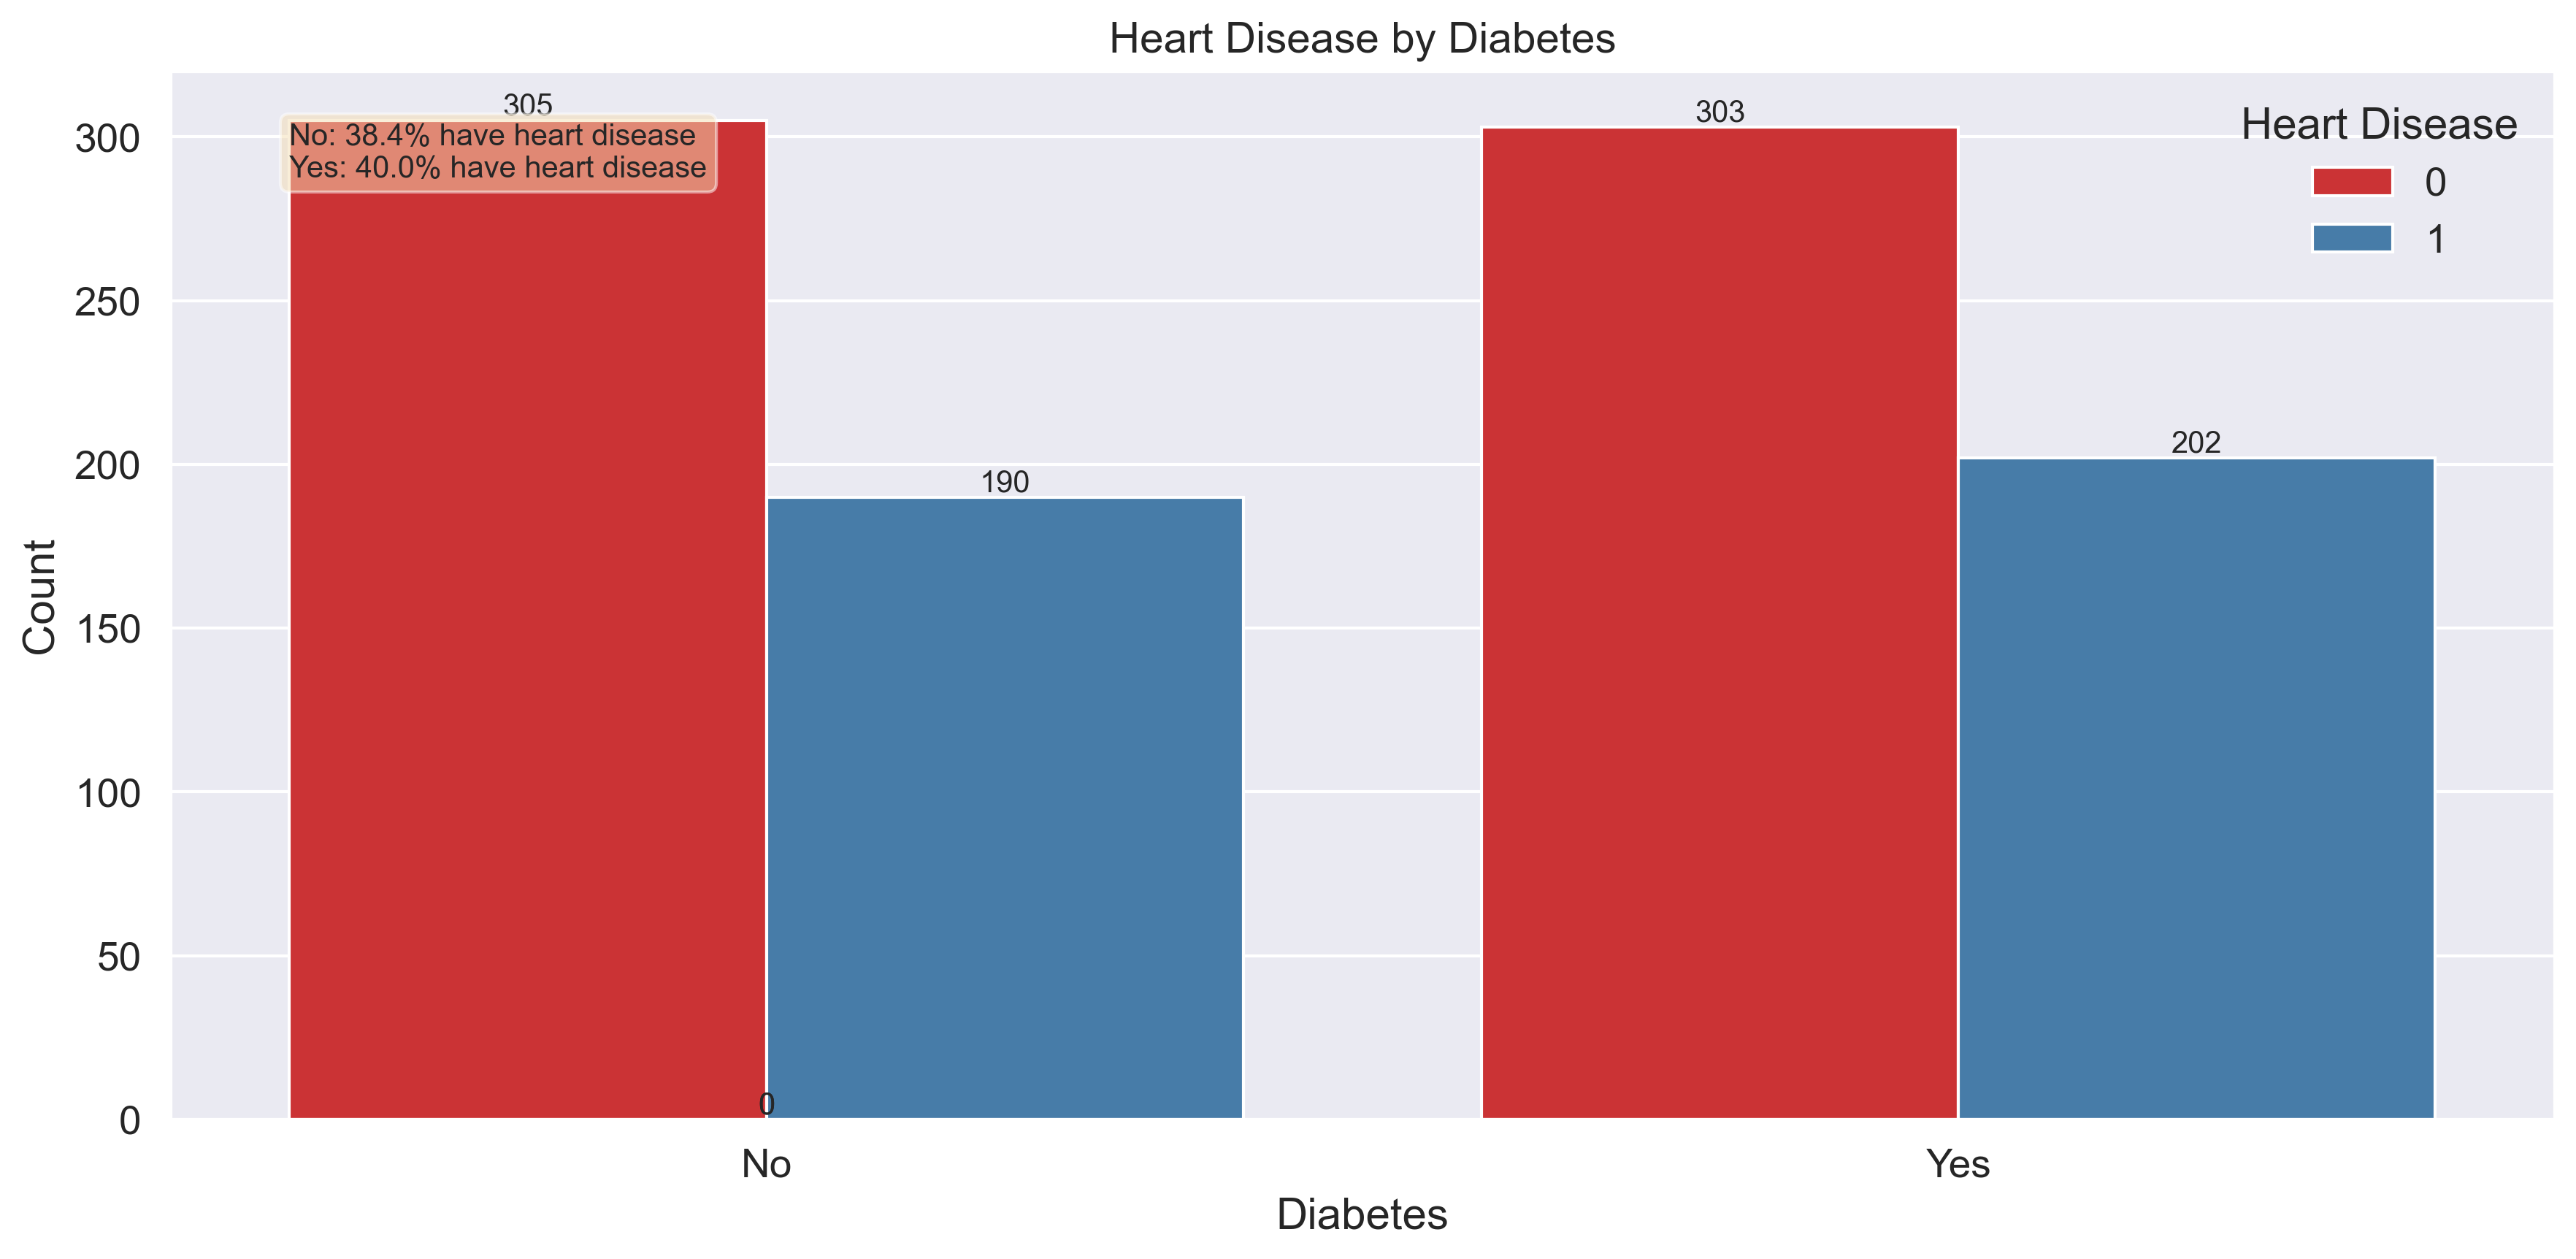 Heart Disease by Diabetes
305
303
No: 38.4% have heart disease
Yes: 40.0% have heart disease
Heart Disease
0
1
300
250
200
150
100
50
0
190
202
0
Count
No
Yes
Diabetes